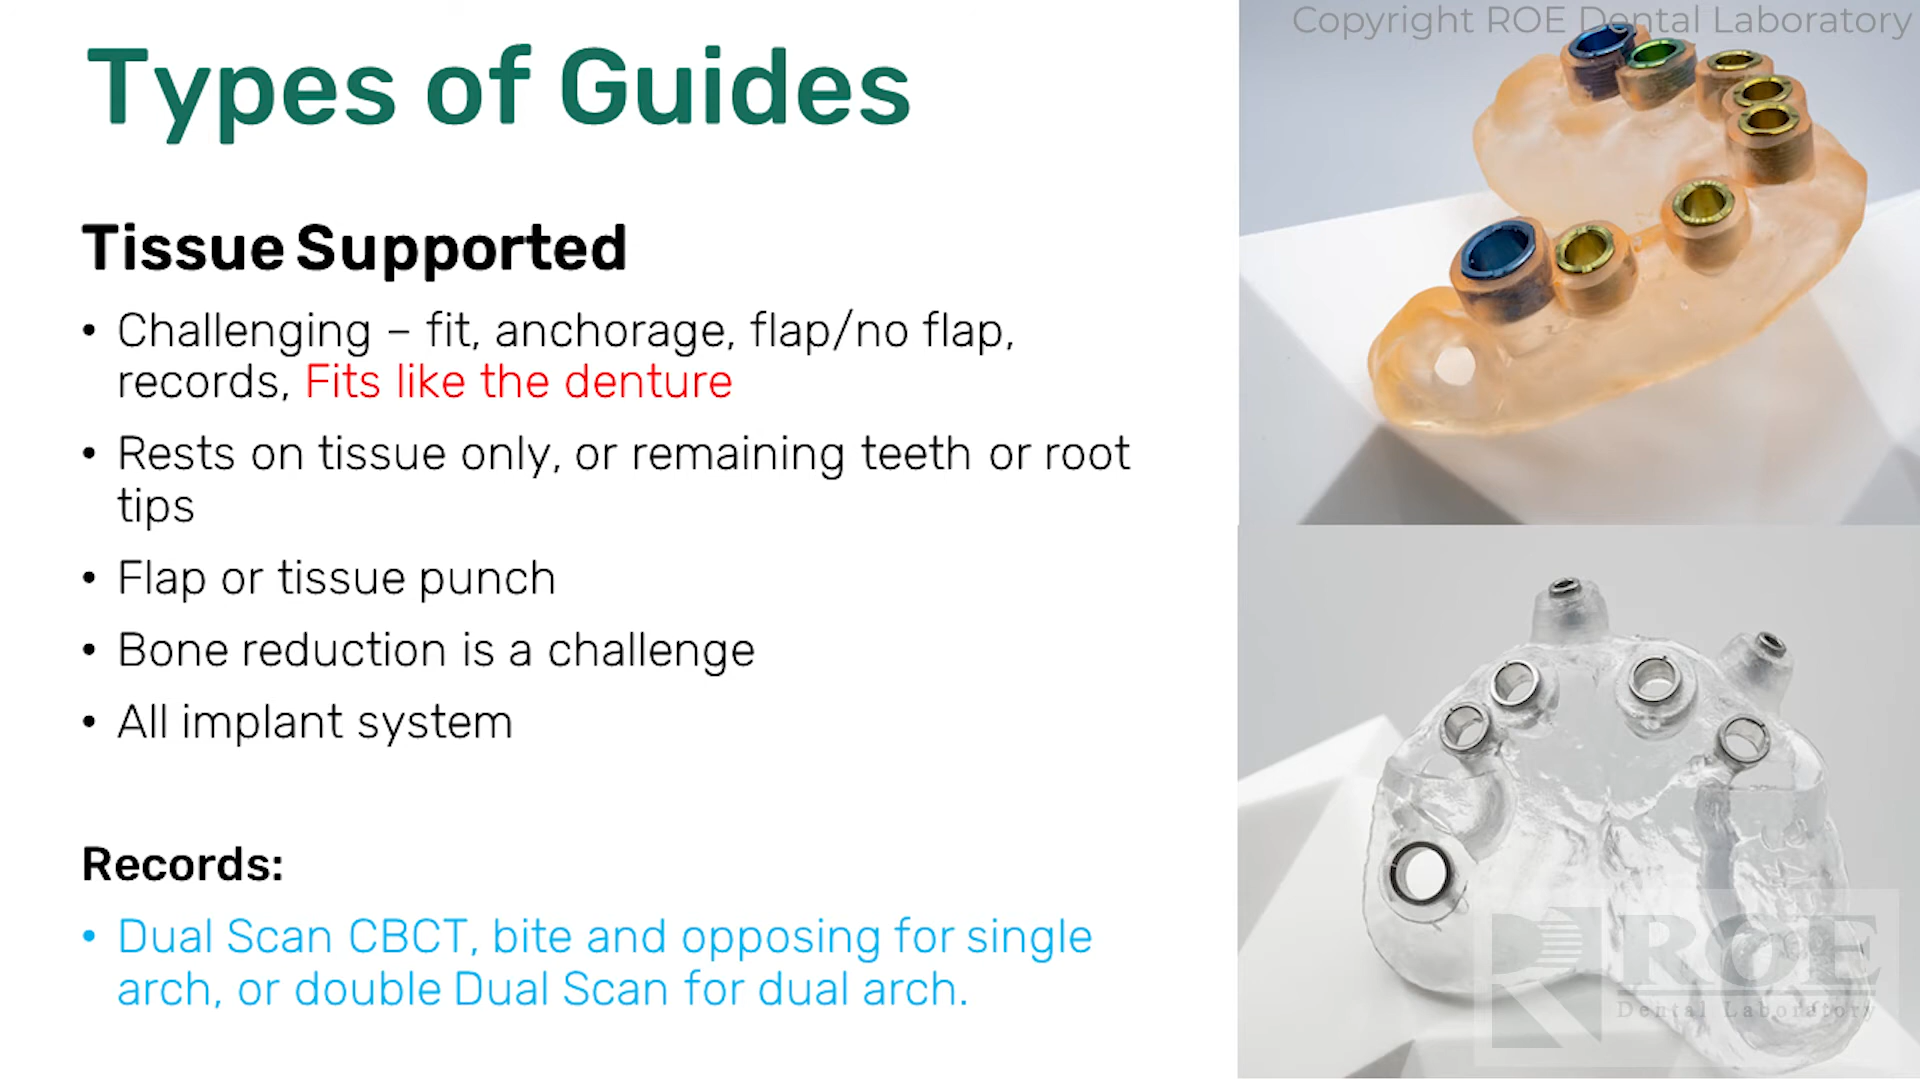 Copyright ROE Dental Laboratory
Types of Guides
Tissue Supported
• Challenging – fit, anchorage, flap/no flap,
records, Fits like the denture
• Rests on tissue only, or remaining teeth or root
tips
• Flap or tissue punch
• Bone reduction is a challenge
• All implant system
Records:
• Dual Scan CBCT, bite and opposing for single
arch, or double Dual Scan for dual arch.
ROE
Dental Laboratory